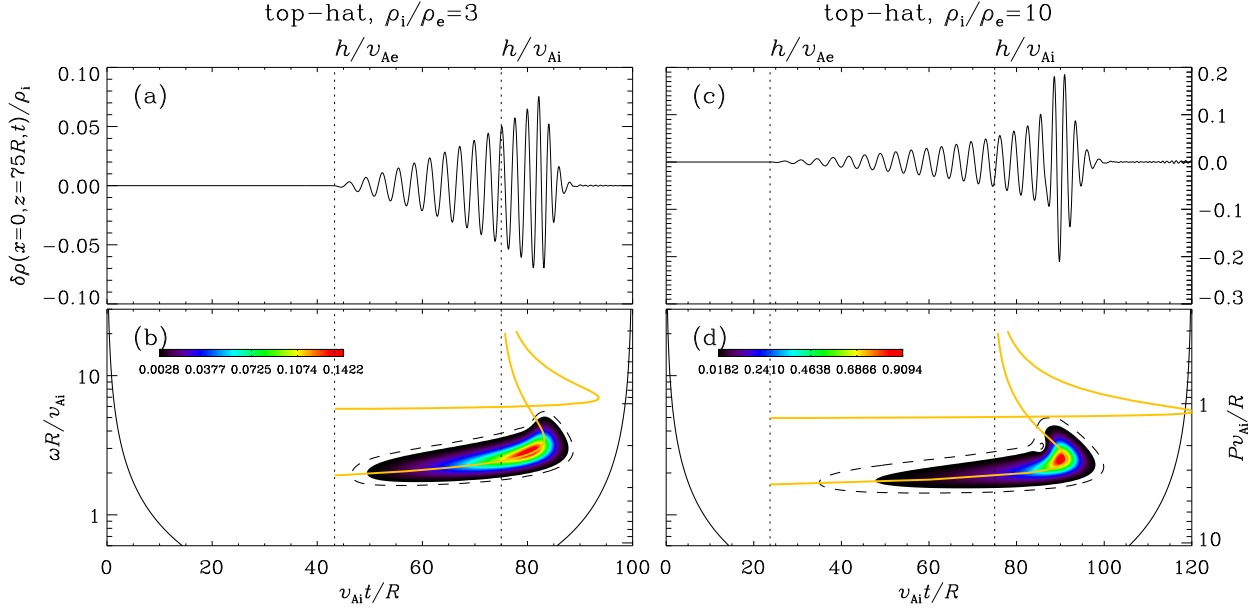 top−hat, ρi/ρe=3
top−hat, ρi/ρe=10
h/vAe
h/vAi
h/vAe
h/vAi
δρ(x=0,z=75R,t)/ρi
0.10
0.05
0.00
−0.05
−0.10
(a)
(c)
0.2
0.1
0.0
−0.1
−0.2
−0.3
ωR/vAi
10
1
(b)
0.0028 0.0377 0.0725 0.1074 0.1422
(d)
0.0182 0.2410 0.4638 0.6866 0.9094
1
10
PvAi/R
0 20 40 60 80 100
0 20 40 60 80 100 120
vAit/R
vAit/R